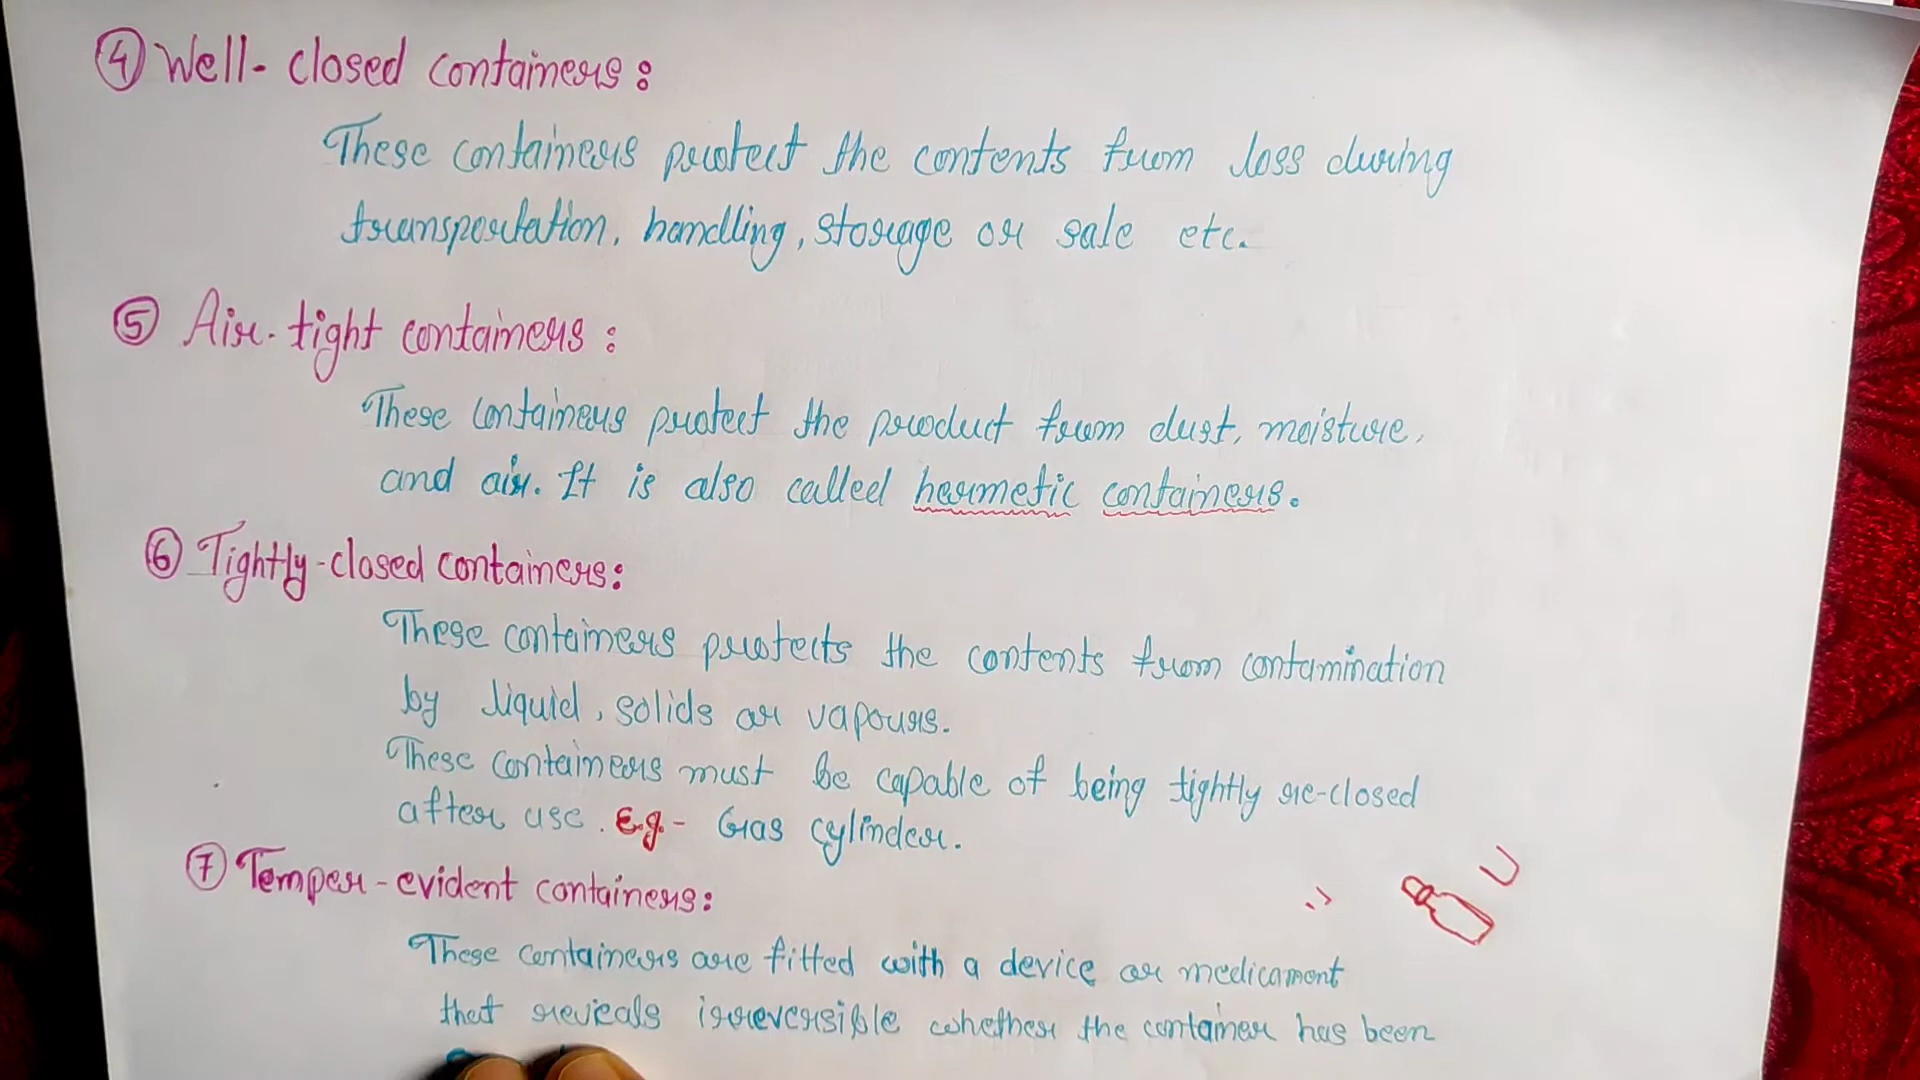 ④ Well-closed containers:
These containers protect the contents from loss during
transportation, handling, storage or sale etc.
⑤ Air-tight containers:
These containers protect the product from dust, moisture,
and air. It is also called hermetic containers.
⑥ Tightly-closed containers:
These containers protects the contents from contamination
by liquid, solids or vapours.
These containers must be capable of being tightly re-closed
after use. E.g.- Gas cylinder.
⑦ Temper-evident containers:
These containers are fitted with a device or medicament
that reveals irreversible whether the container has been